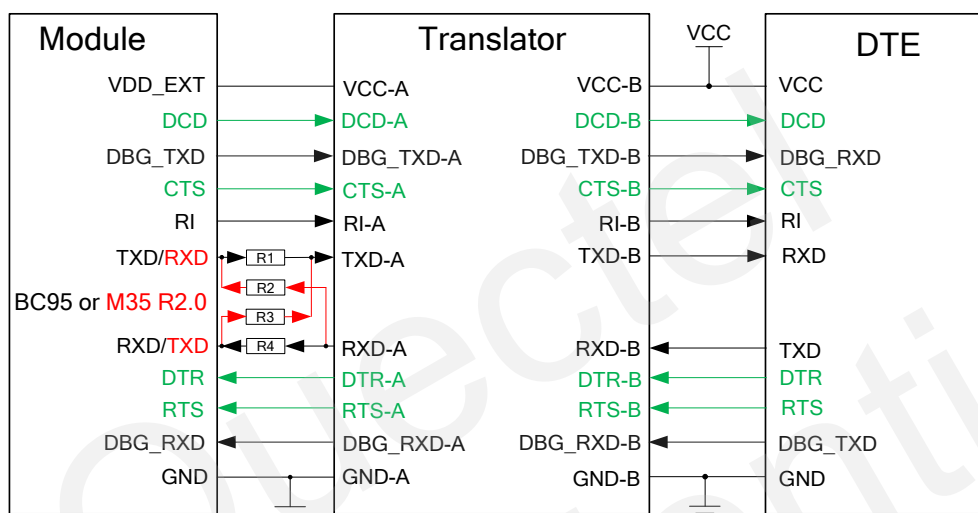 Module Translator VCC DTE
VDD_EXT VCC-A VCC-B VCC
DCD DCD-A DCD-B DCD
DBG_TXD DBG_TXD-A DBG_TXD-B DBG_RXD
CTS CTS-A CTS-B CTS
RI RI-A RI-B RI
TXD/RXD R1 TXD-A TXD-B RXD
R2
BC95 or M35 R2.0
R3
RXD/TXD R4 RXD-A RXD-B TXD
DTR DTR-A DTR-B DTR
RTS RTS-A RTS-B RTS
DBG_RXD DBG_RXD-A DBG_RXD-B DBG_TXD
GND GND-A GND-B GND
Quectel